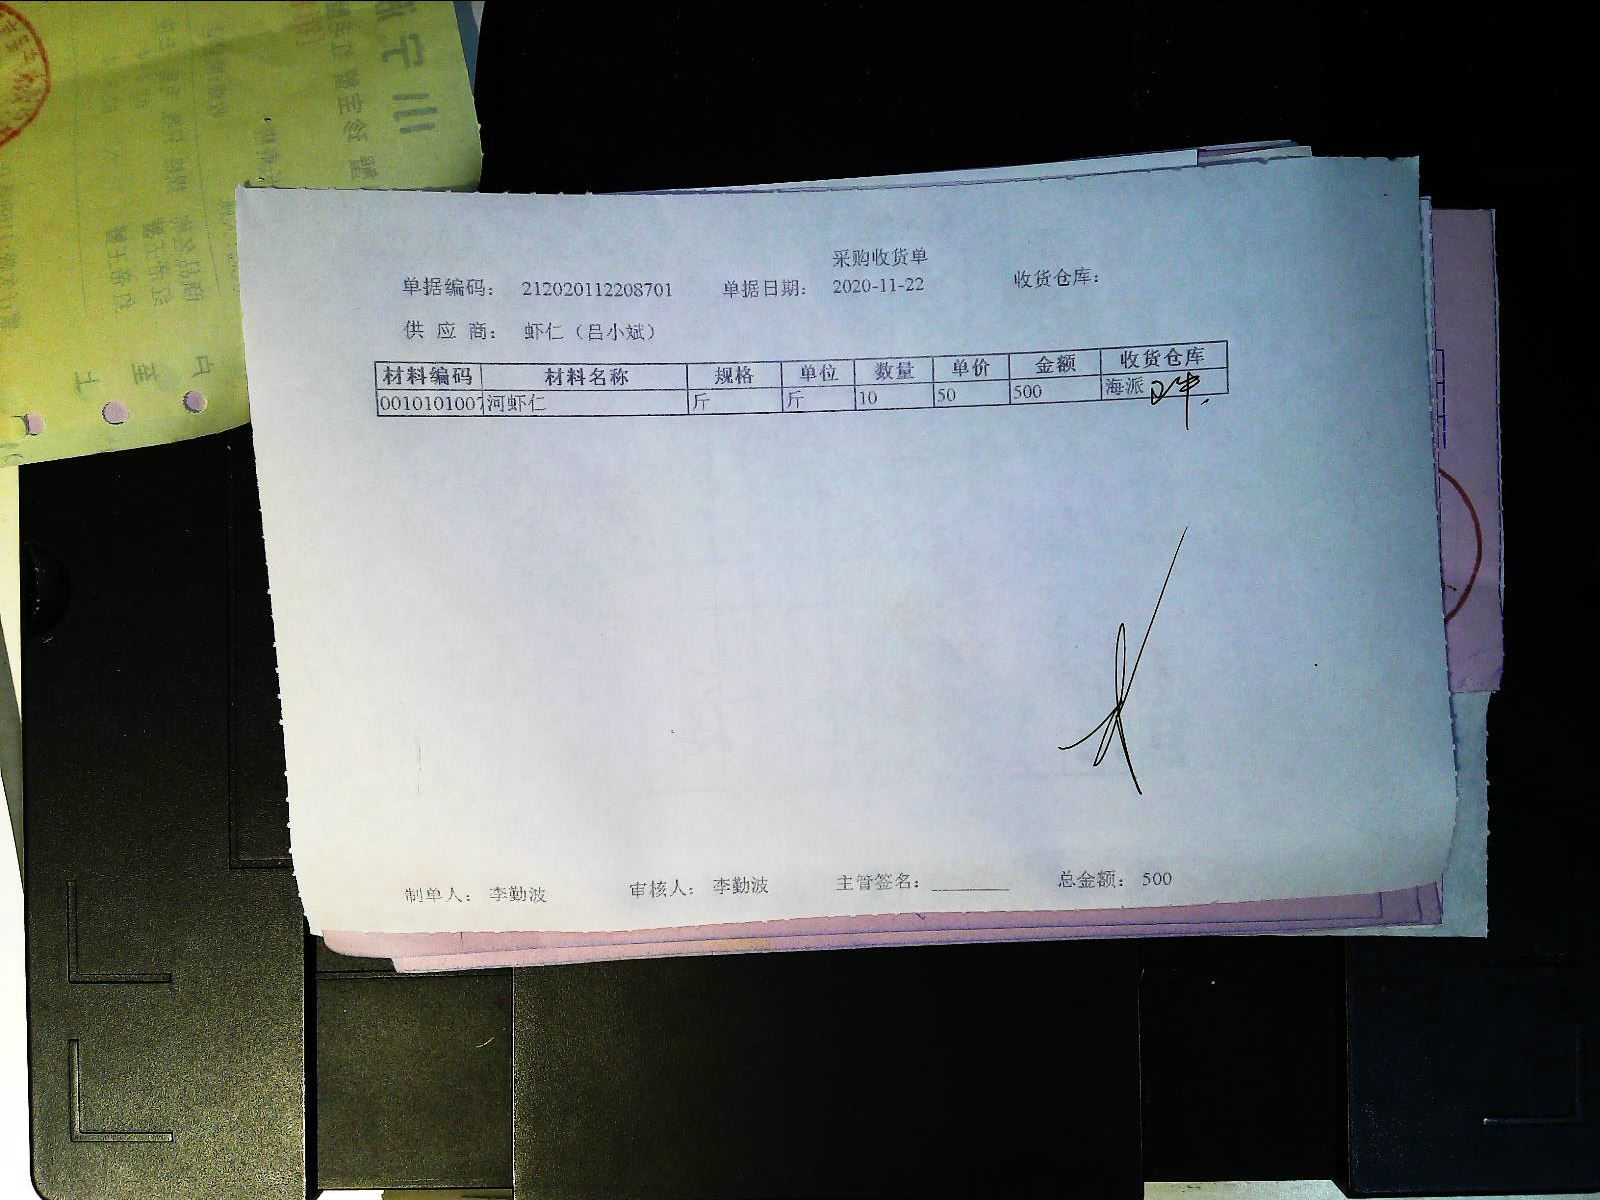 采购收货单
单据编码： 212020112208701 单据日期： 2020-11-22 收货仓库：
供 应 商： 虾仁（吕小斌）
材料编码 材料名称 规格 单位 数量 单价 金额 收货仓库
0010101007 河虾仁 斤 斤 10 50 500 海派
制单人： 李勤波 审核人： 李勤波 主管签名： 总金额： 500